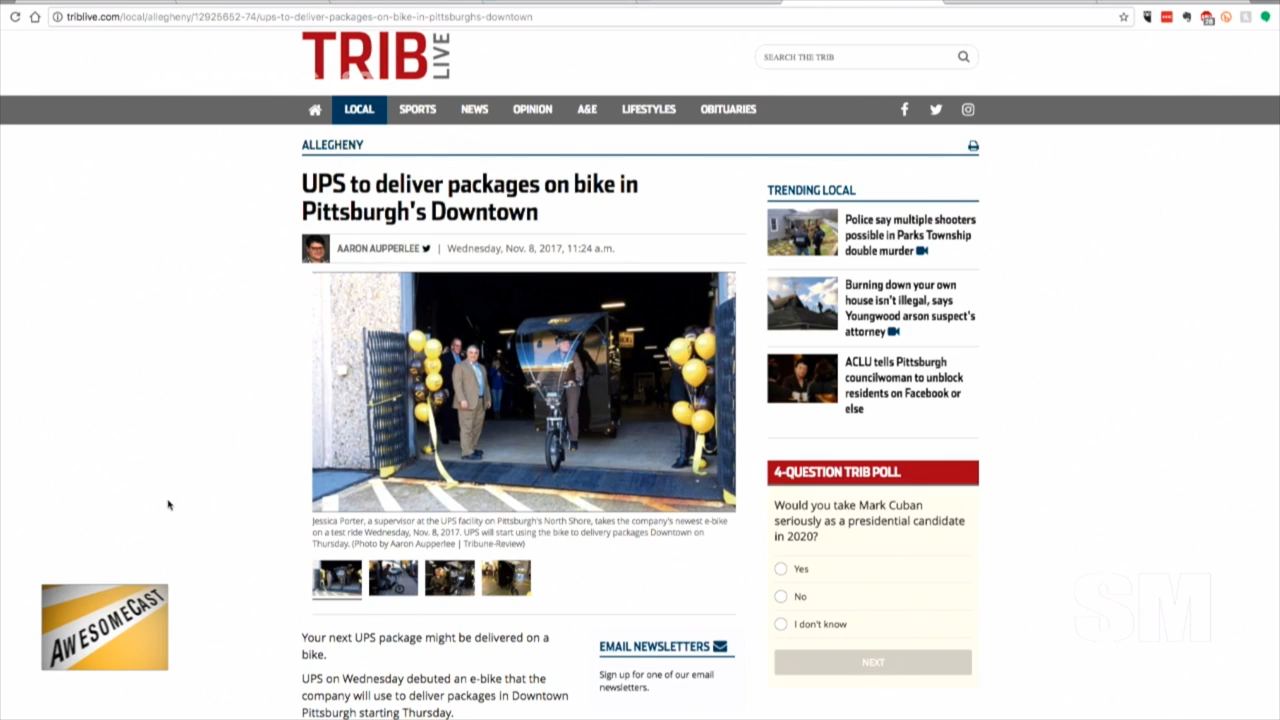 triblive.com/local/allegheny/12925652-74/ups-to-deliver-packages-on-bike-in-pittsburghs-downtown
TRIB LIVE
SEARCH THE TRIB
LOCAL SPORTS NEWS OPINION A&E LIFESTYLES OBITUARIES
ALLEGHENY
UPS to deliver packages on bike in
Pittsburgh's Downtown
AARON AUPPERLEE | Wednesday, Nov. 8, 2017, 11:24 a.m.
Jessica Porter, a supervisor at the UPS facility on Pittsburgh's North Shore, takes the company's newest e-bike
on a test ride Wednesday, Nov. 8, 2017. UPS will start using the bike to delivery packages Downtown on
Thursday. (Photo by Aaron Aupperlee | Tribune-Review)
Your next UPS package might be delivered on a
bike.
UPS on Wednesday debuted an e-bike that the
company will use to deliver packages in Downtown
Pittsburgh starting Thursday.
EMAIL NEWSLETTERS
Sign up for one of our email
newsletters.
TRENDING LOCAL
Police say multiple shooters
possible in Parks Township
double murder
Burning down your own
house isn't illegal, says
Youngwood arson suspect's
attorney
ACLU tells Pittsburgh
councilwoman to unblock
residents on Facebook or
else
4-QUESTION TRIB POLL
Would you take Mark Cuban
seriously as a presidential candidate
in 2020?
Yes
No
I don't know
NEXT
AWESOMECAST
SM